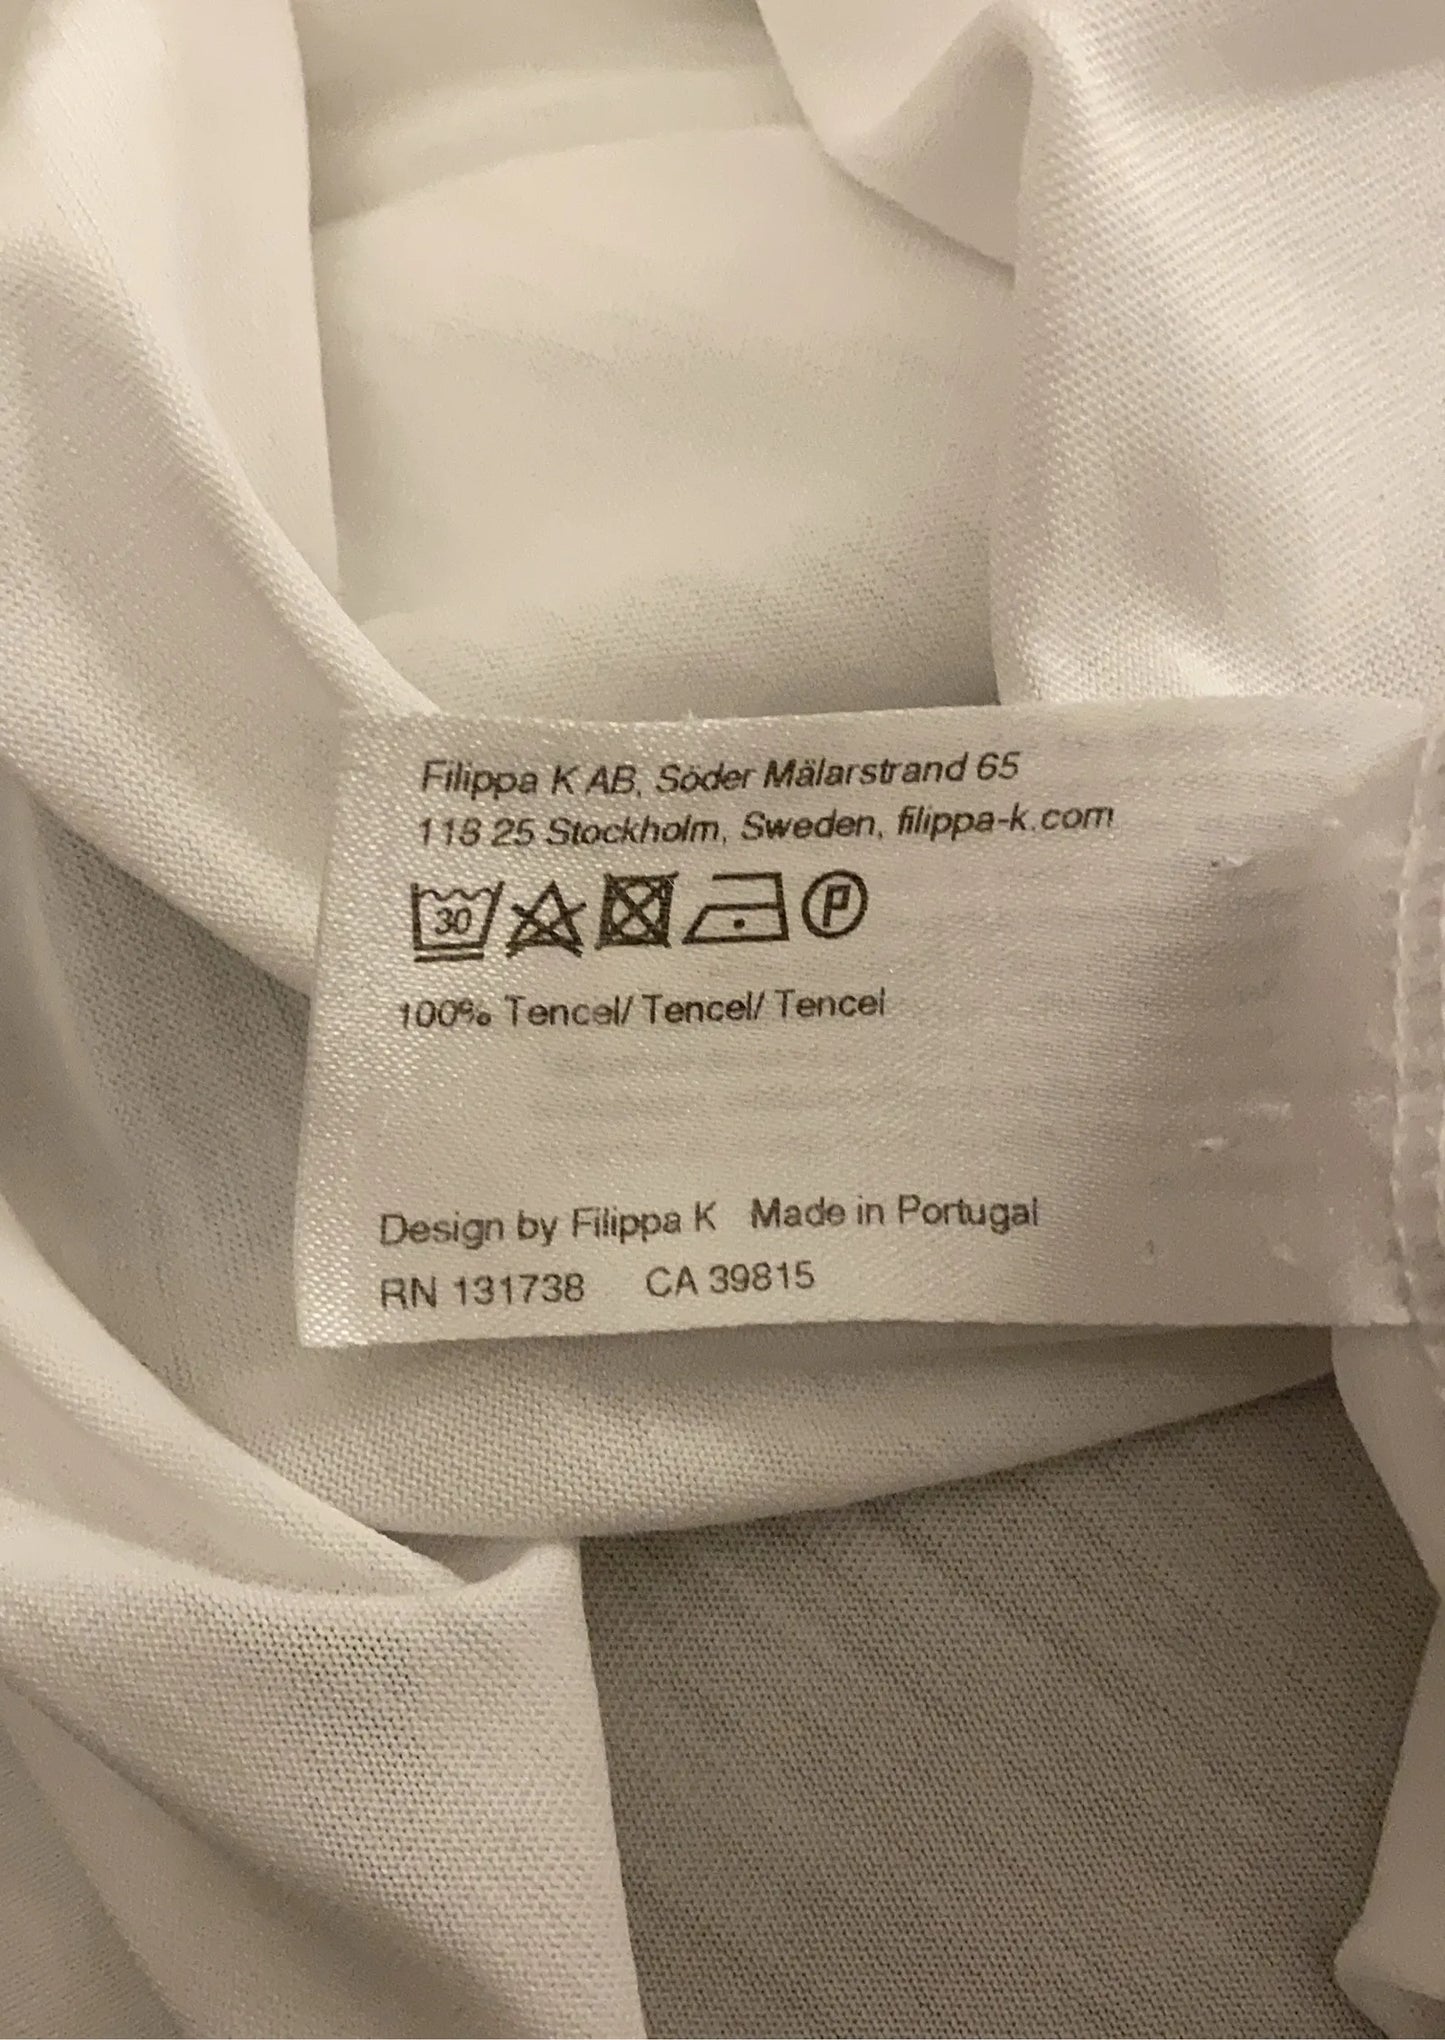 Filippa K AB, Söder Mälarstrand 65
118 25 Stockholm, Sweden, filippa-k.com
30 P
100% Tencel/ Tencel/ Tencel
Design by Filippa K Made in Portugal
RN 131738 CA 39815